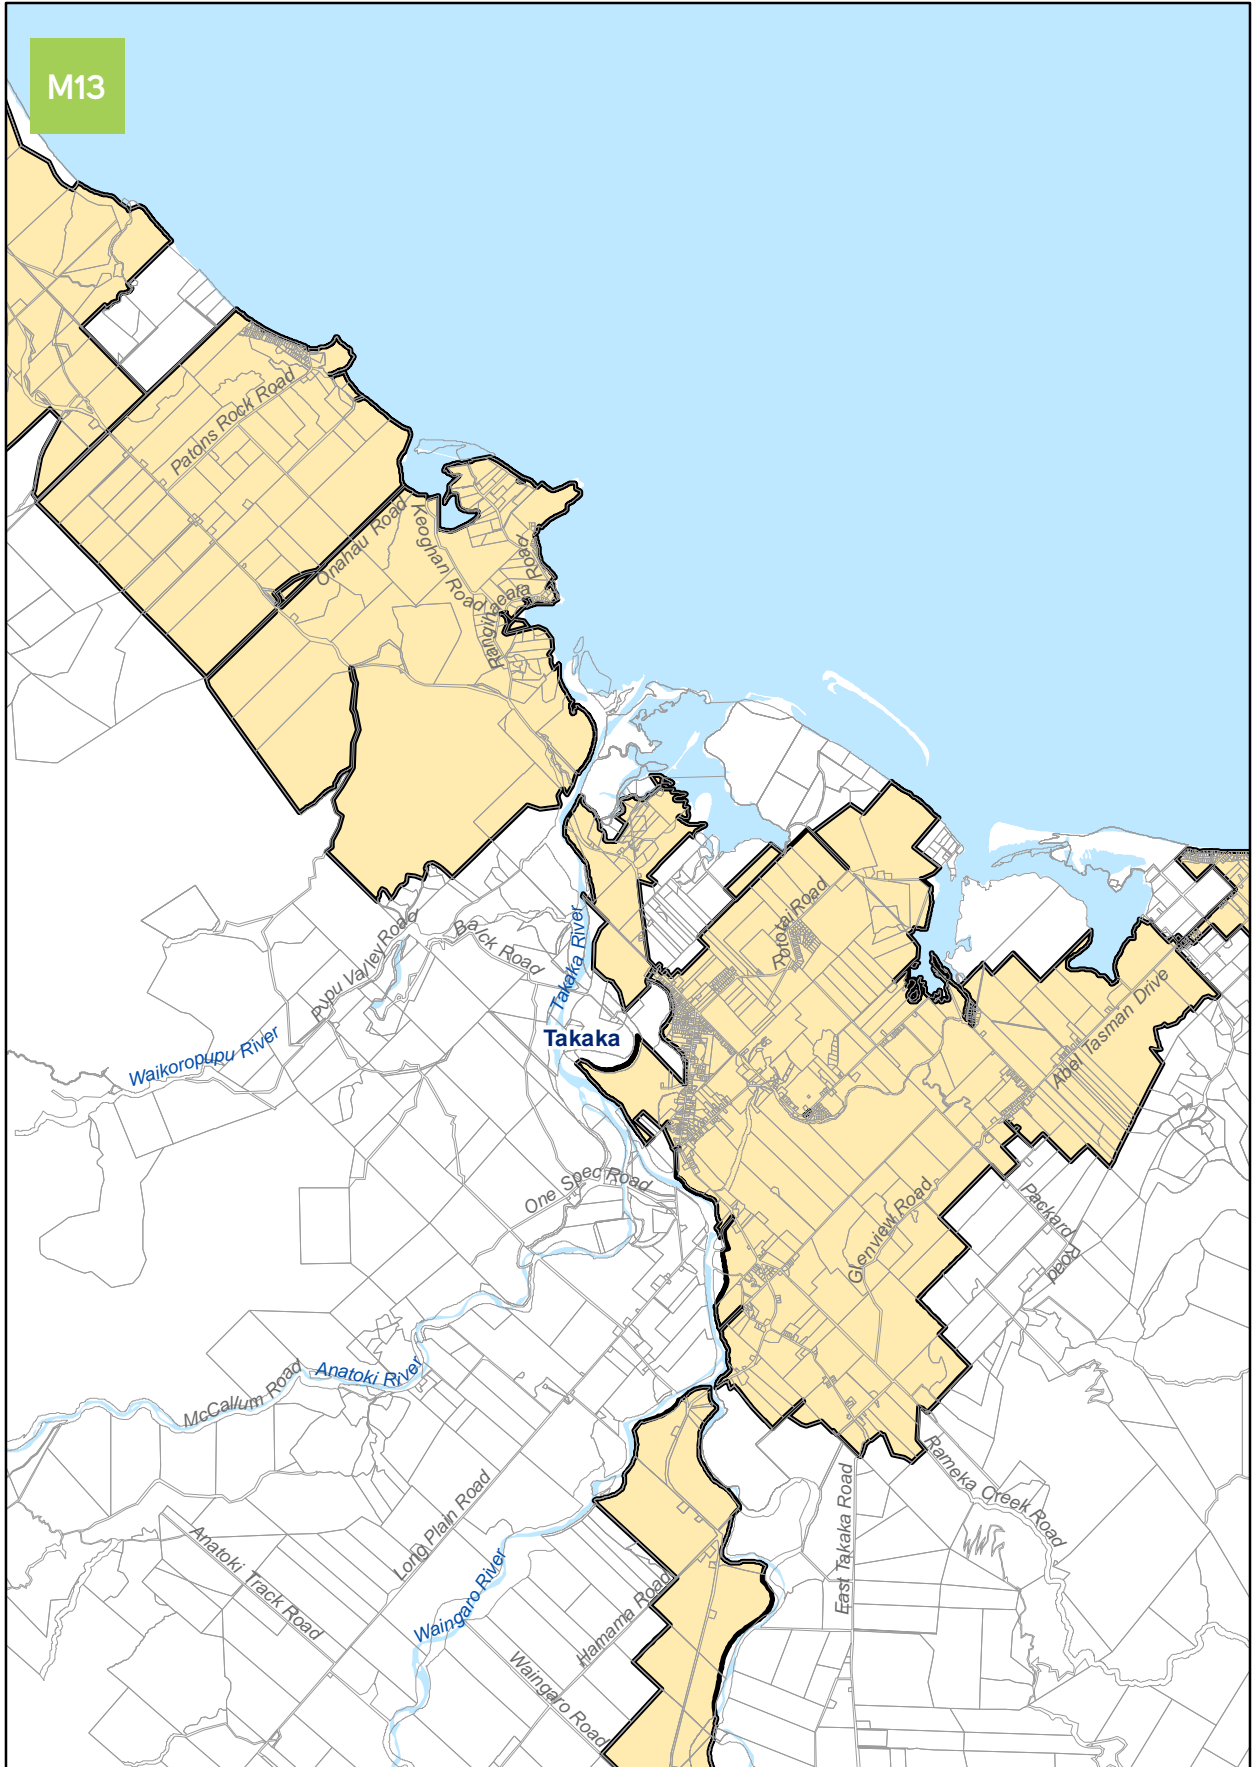 M13
Patons Rock Road
Onahau Road
Keoghan Road
Rangihaeata Road
Rototai Road
Pupu Valley Road
Balck Road
Takaka River
Takaka
Waikoropupu River
Abel Tasman Drive
One Spec Road
Glenview Road
Packard Road
Anatoki River
McCallum Road
Rameka Creek Road
East Takaka Road
Long Plain Road
Anatoki Track Road
Waingaro River
Hamama Road
Waingaro Road